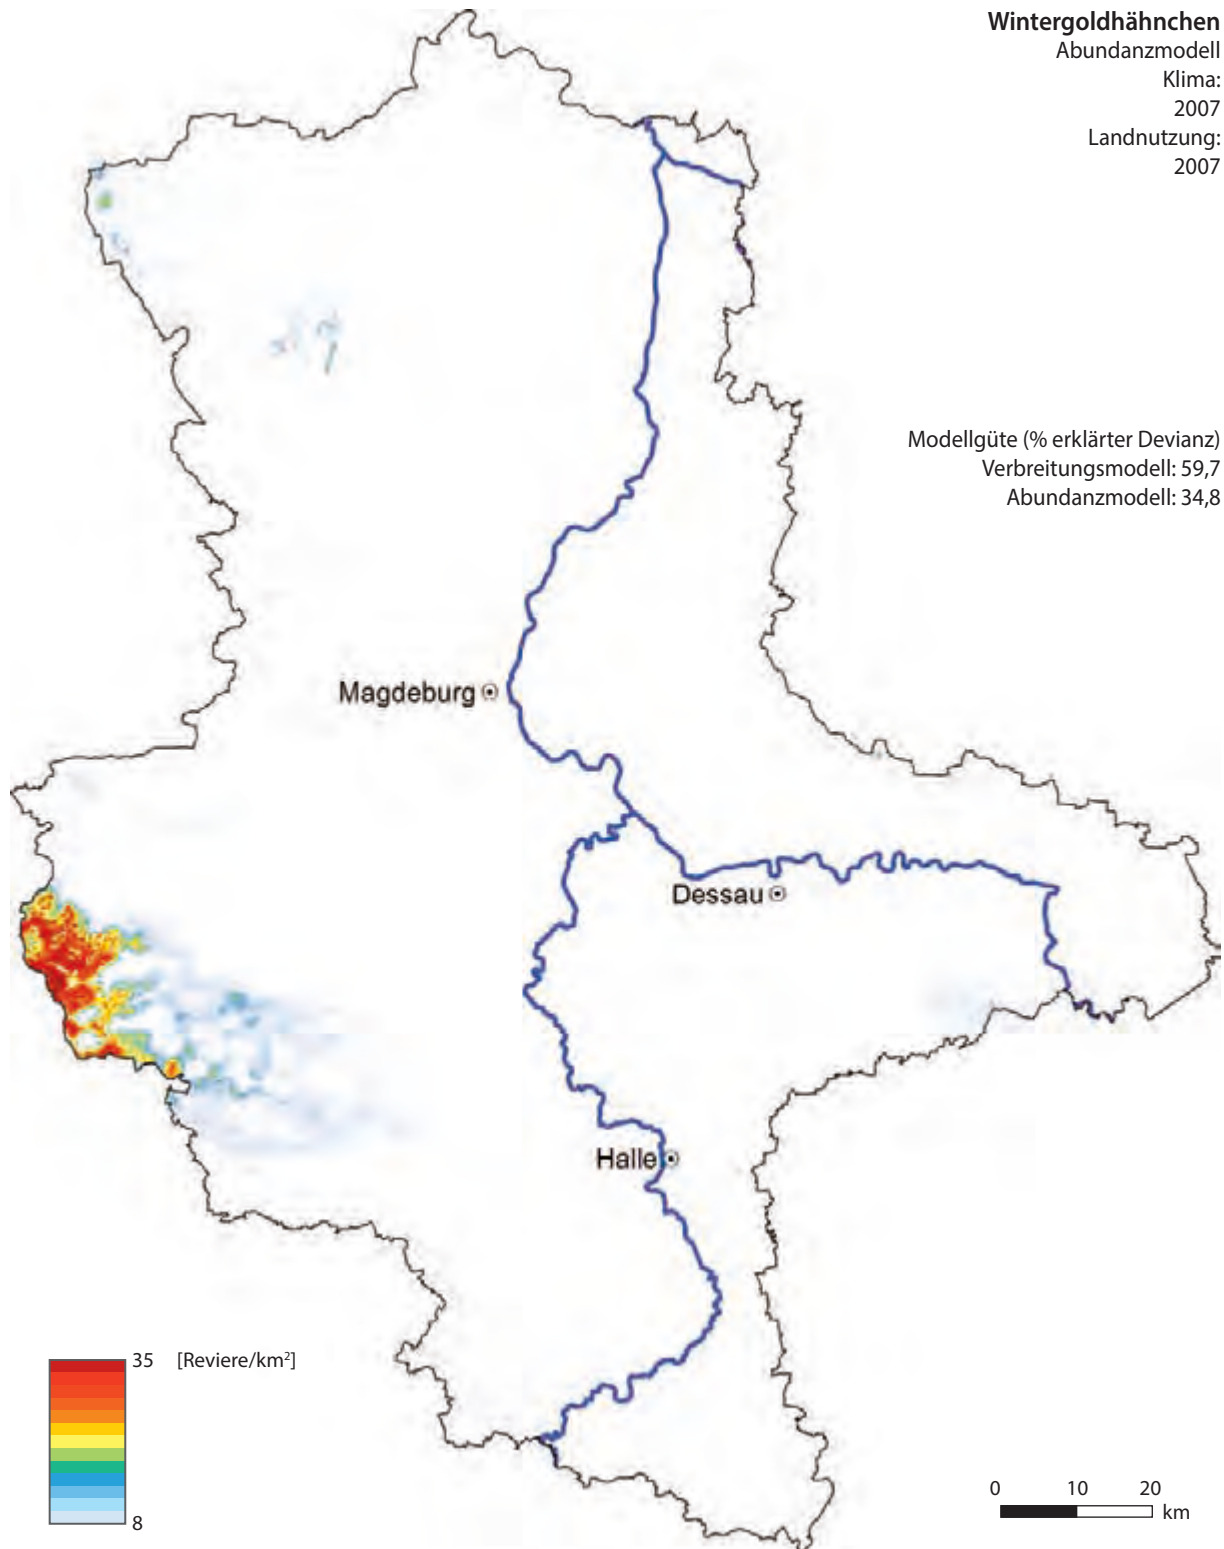 Wintergoldhähnchen
Abundanzmodell
Klima:
2007
Landnutzung:
2007
Modellgüte (% erklärter Devianz)
Verbreitungsmodell: 59,7
Abundanzmodell: 34,8
Magdeburg
Dessau
Halle
35 [Reviere/km²]
8
0 10 20
km